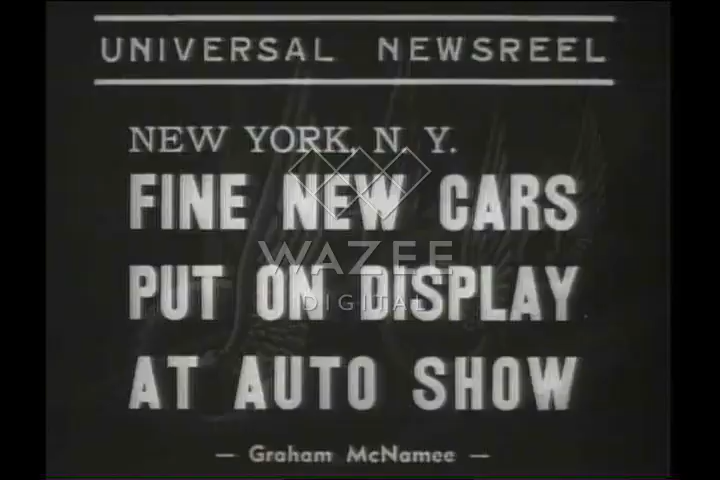 UNIVERSAL NEWSREEL
NEW YORK, N. Y.
FINE NEW CARS
PUT ON DISPLAY
AT AUTO SHOW
— Graham McNamee —
WAZEE
DIGITAL